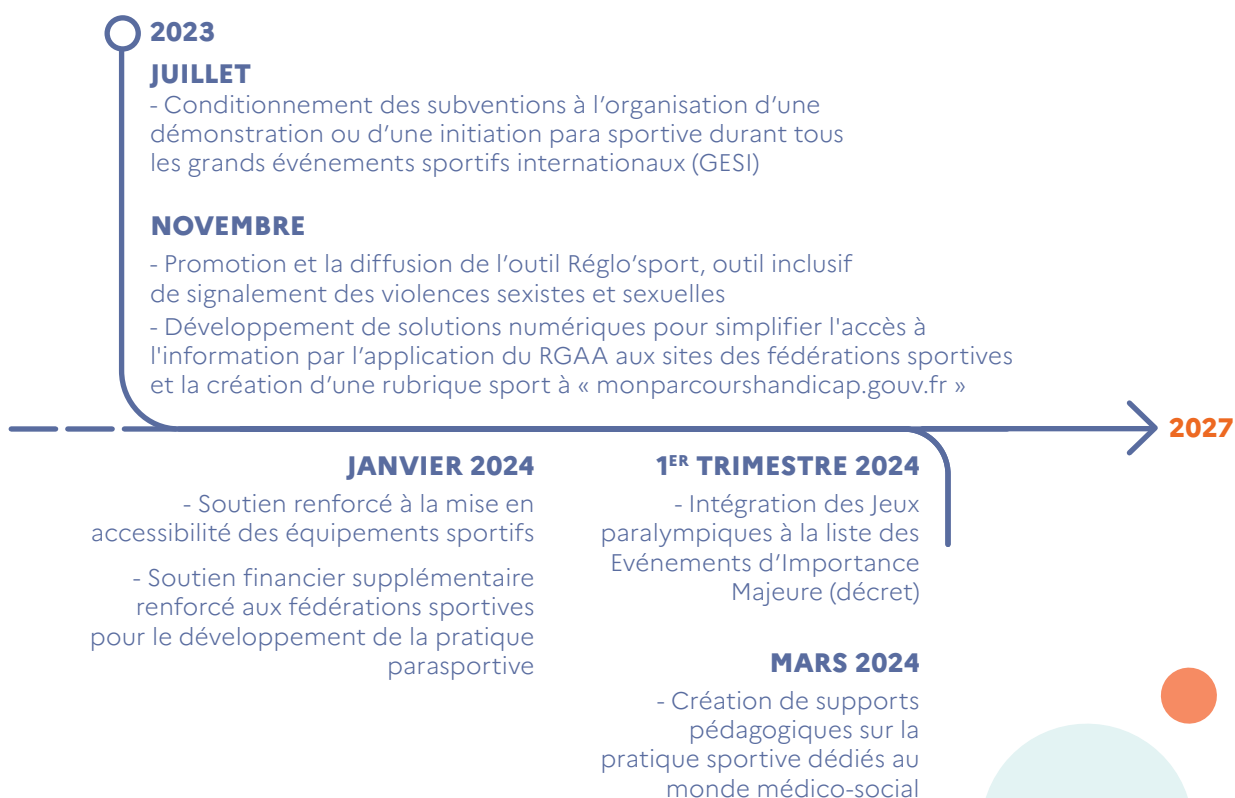 2023
JUILLET
- Conditionnement des subventions à l’organisation d’une
démonstration ou d’une initiation para sportive durant tous
les grands événements sportifs internationaux (GESI)
NOVEMBRE
- Promotion et la diffusion de l’outil Réglo’sport, outil inclusif
de signalement des violences sexistes et sexuelles
- Développement de solutions numériques pour simplifier l'accès à
l'information par l’application du RGAA aux sites des fédérations sportives
et la création d’une rubrique sport à « monparcourshandicap.gouv.fr »
2027
JANVIER 2024
- Soutien renforcé à la mise en
accessibilité des équipements sportifs
- Soutien financier supplémentaire
renforcé aux fédérations sportives
pour le développement de la pratique
parasportive
1ER TRIMESTRE 2024
- Intégration des Jeux
paralympiques à la liste des
Evénements d’Importance
Majeure (décret)
MARS 2024
- Création de supports
pédagogiques sur la
pratique sportive dédiés au
monde médico-social